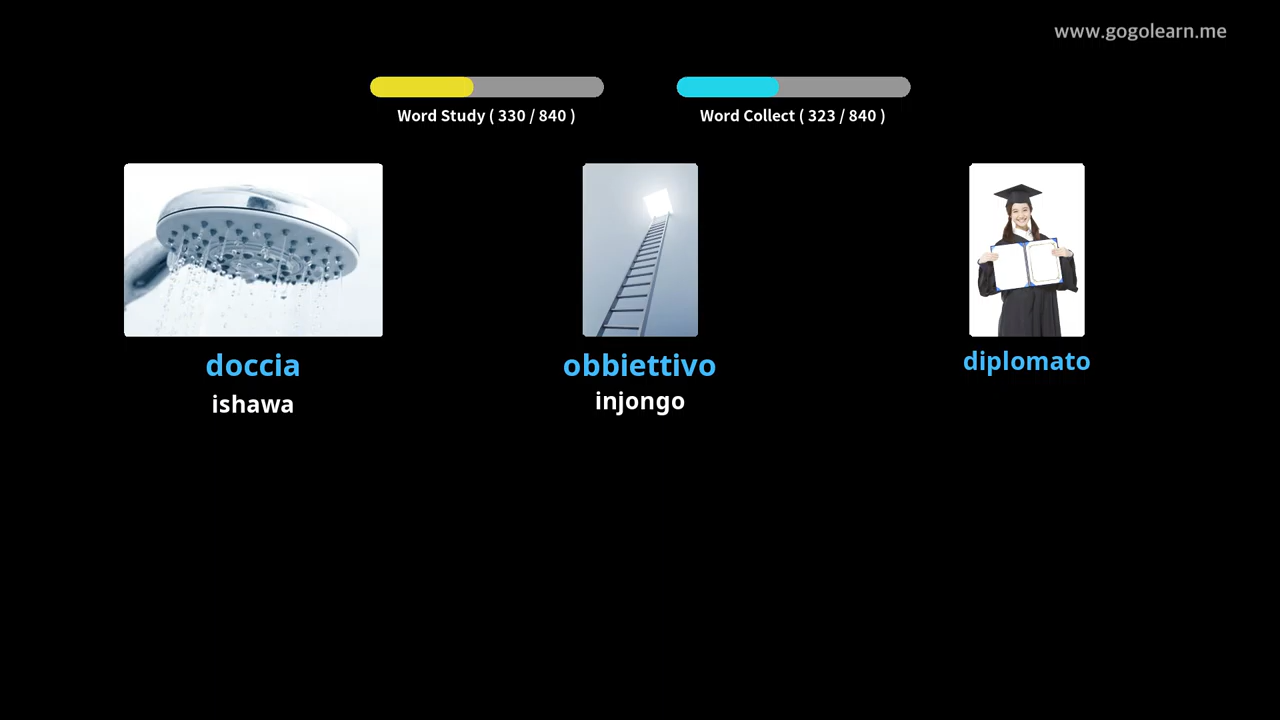 www.gogolearn.me
Word Study ( 330 / 840 )
Word Collect ( 323 / 840 )
doccia
ishawa
obbiettivo
injongo
diplomato